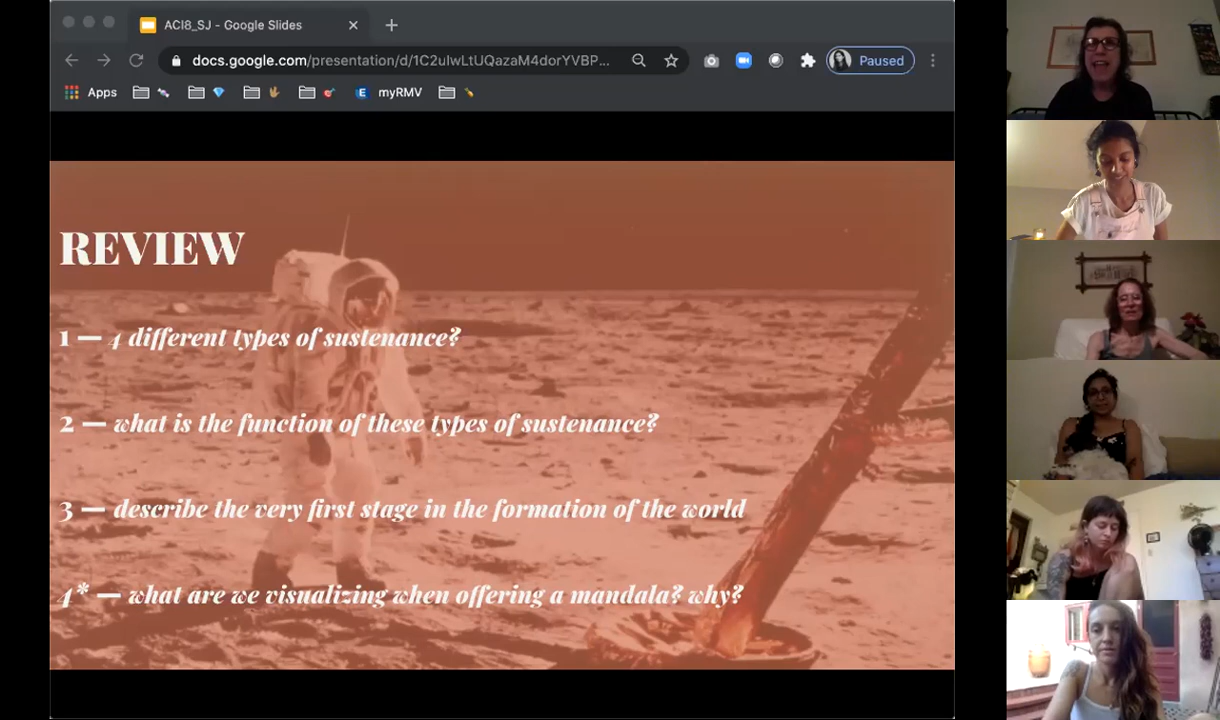 ACI8_SJ - Google Slides
docs.google.com/presentation/d/1C2ulwLtUQazaM4dorYVBP...
Paused
Apps
E
myRMV
REVIEW
1 — 4 different types of sustenance?
2 — what is the function of these types of sustenance?
3 — describe the very first stage in the formation of the world
4* — what are we visualizing when offering a mandala? why?